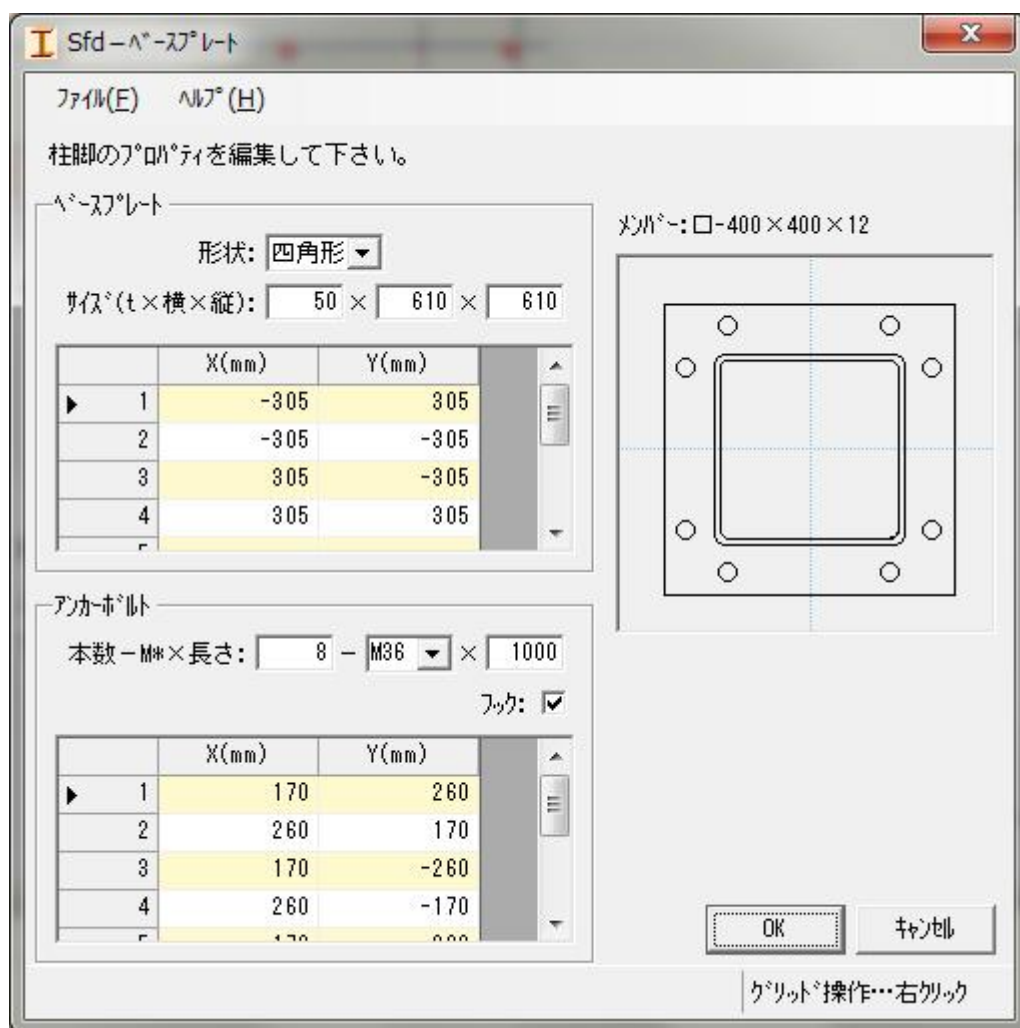 Sfd－ﾍﾞｰｽﾌﾟﾚｰﾄ
ﾌｧｲﾙ(F) ﾍﾙﾌﾟ(H)
柱脚のﾌﾟﾛﾊﾟﾃｨを編集して下さい。
ﾍﾞｰｽﾌﾟﾚｰﾄ
形状: 四角形
ｻｲｽﾞ(t×横×縦): 50 × 610 × 610
X(mm) Y(mm)
1 -305 305
2 -305 -305
3 305 -305
4 305 305
ｱﾝｶｰﾎﾞﾙﾄ
本数－M*×長さ: 8 － M36 × 1000
ﾌｯｸ:
X(mm) Y(mm)
1 170 260
2 260 170
3 170 -260
4 260 -170
ﾒﾝﾊﾞｰ:ロ-400×400×12
OK ｷｬﾝｾﾙ
ｸﾞﾘｯﾄﾞ操作…右ｸﾘｯｸ